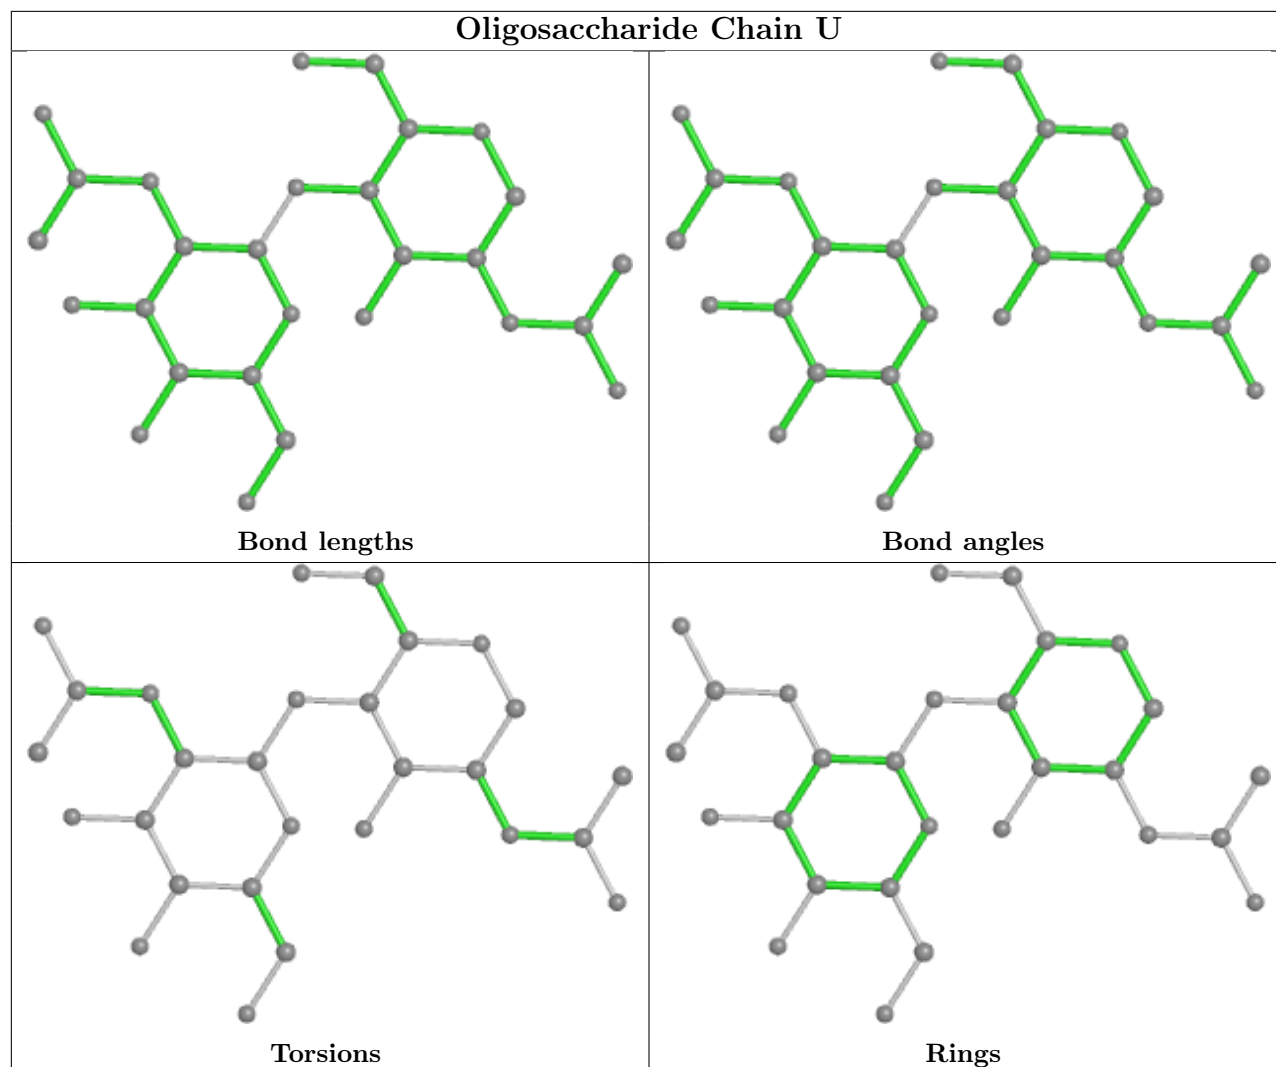 Oligosaccharide Chain U
Bond lengths
Bond angles
Torsions
Rings